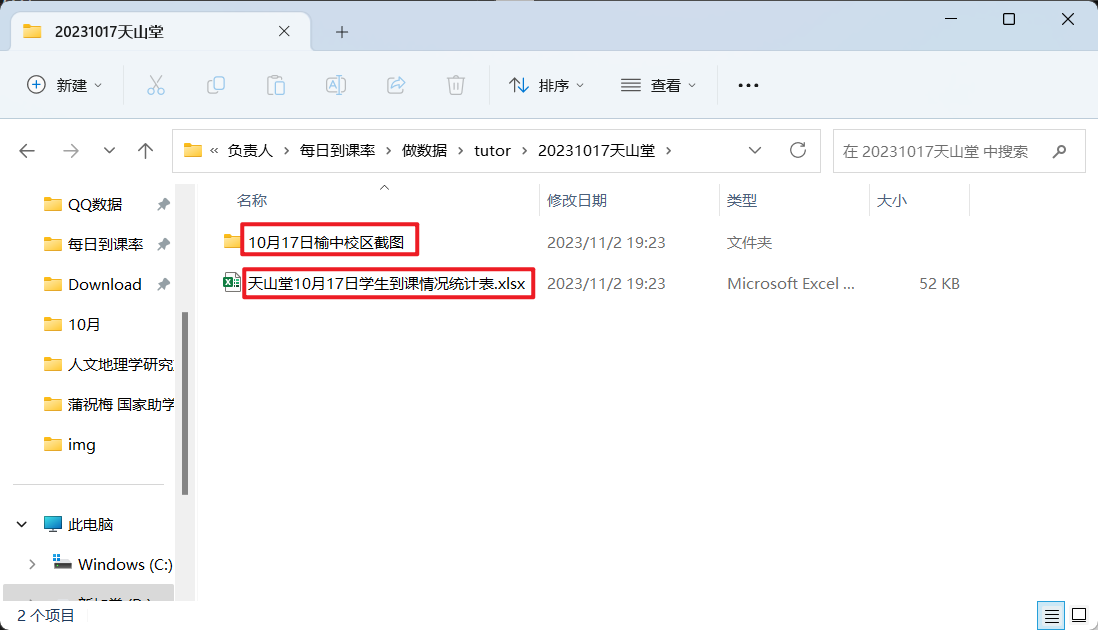 20231017天山堂
新建
排序
查看
« 负责人 > 每日到课率 > 做数据 > tutor > 20231017天山堂 >
在 20231017天山堂 中搜索
名称 修改日期 类型 大小
QQ数据
每日到课率
Download
10月
人文地理学研究
蒲祝梅 国家助学
img
此电脑
Windows (C:)
10月17日榆中校区截图 2023/11/2 19:23 文件夹
天山堂10月17日学生到课情况统计表.xlsx 2023/11/2 19:23 Microsoft Excel ... 52 KB
2 个项目